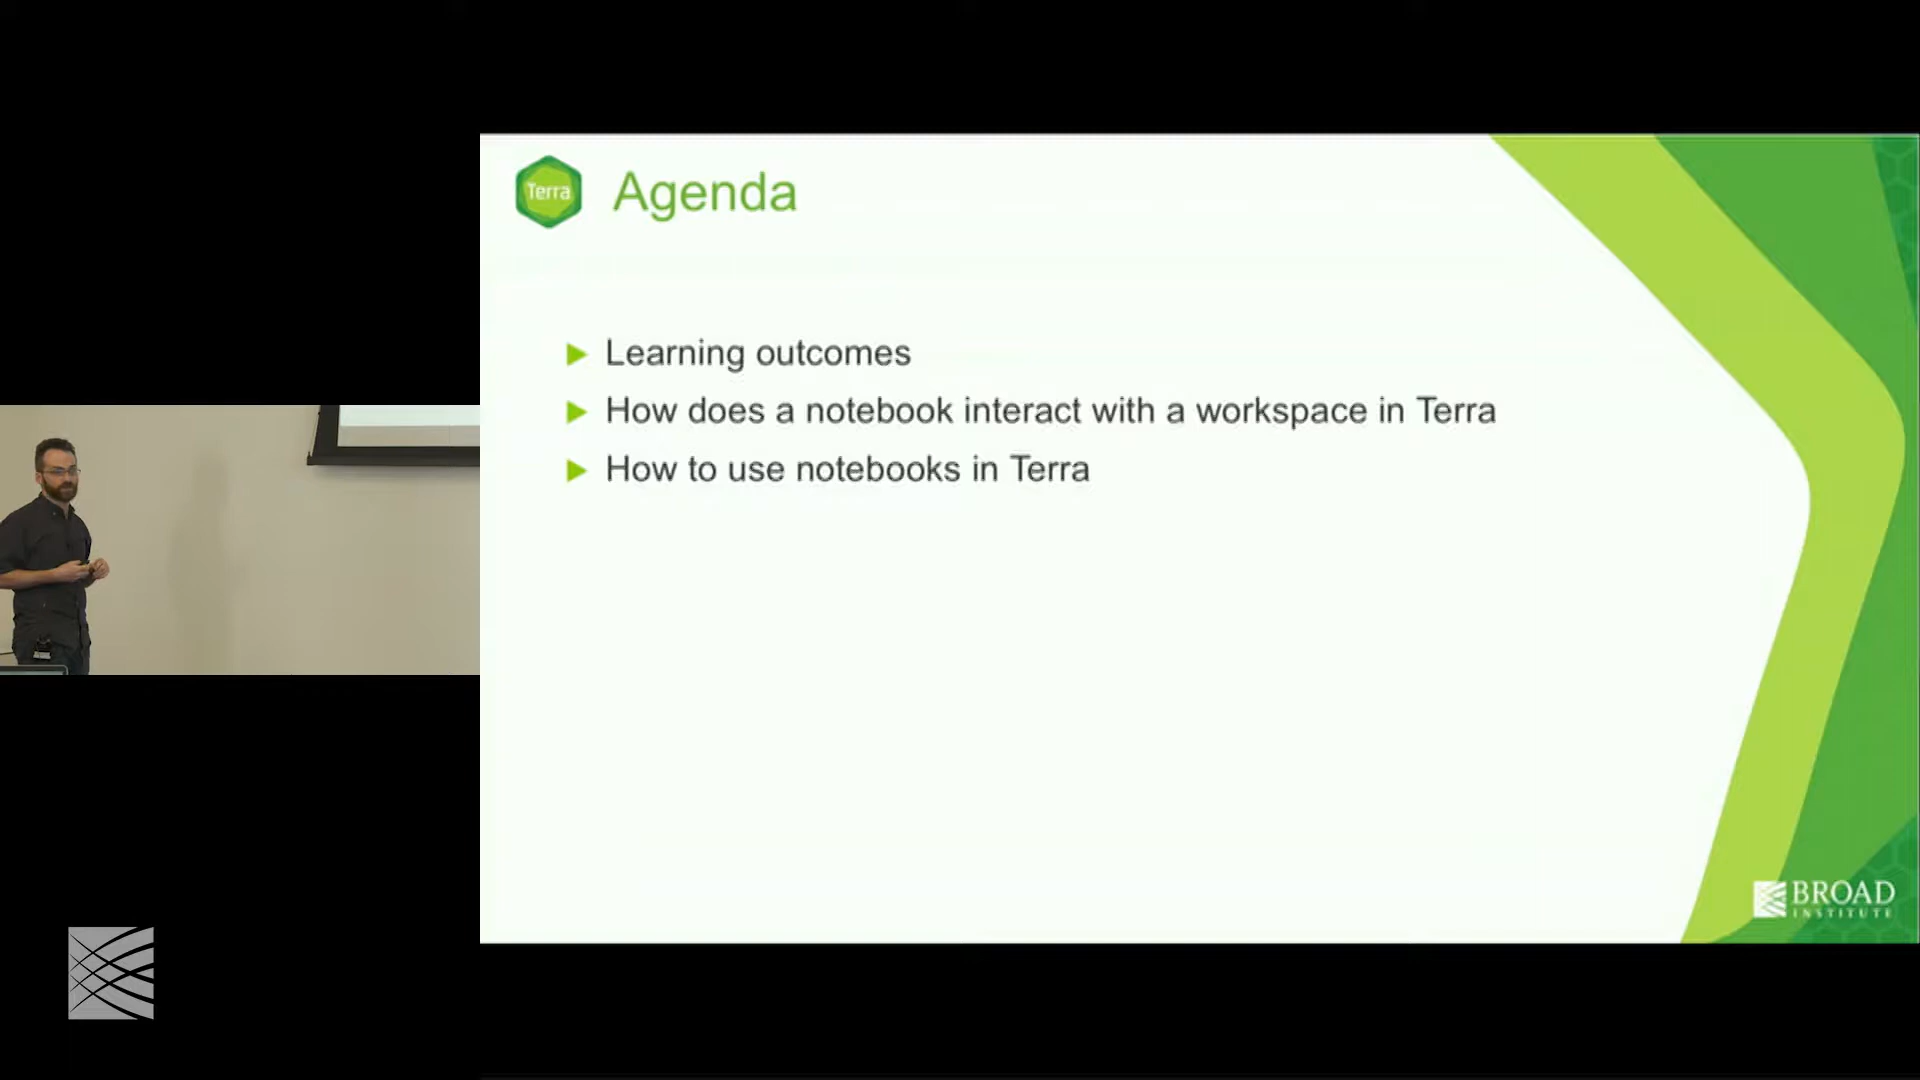 Terra
Agenda
Learning outcomes
How does a notebook interact with a workspace in Terra
How to use notebooks in Terra
BROAD
INSTITUTE